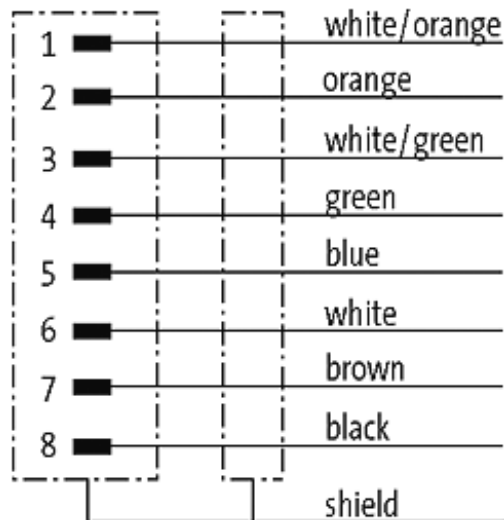 1 white/orange
2 orange
3 white/green
4 green
5 blue
6 white
7 brown
8 black
shield